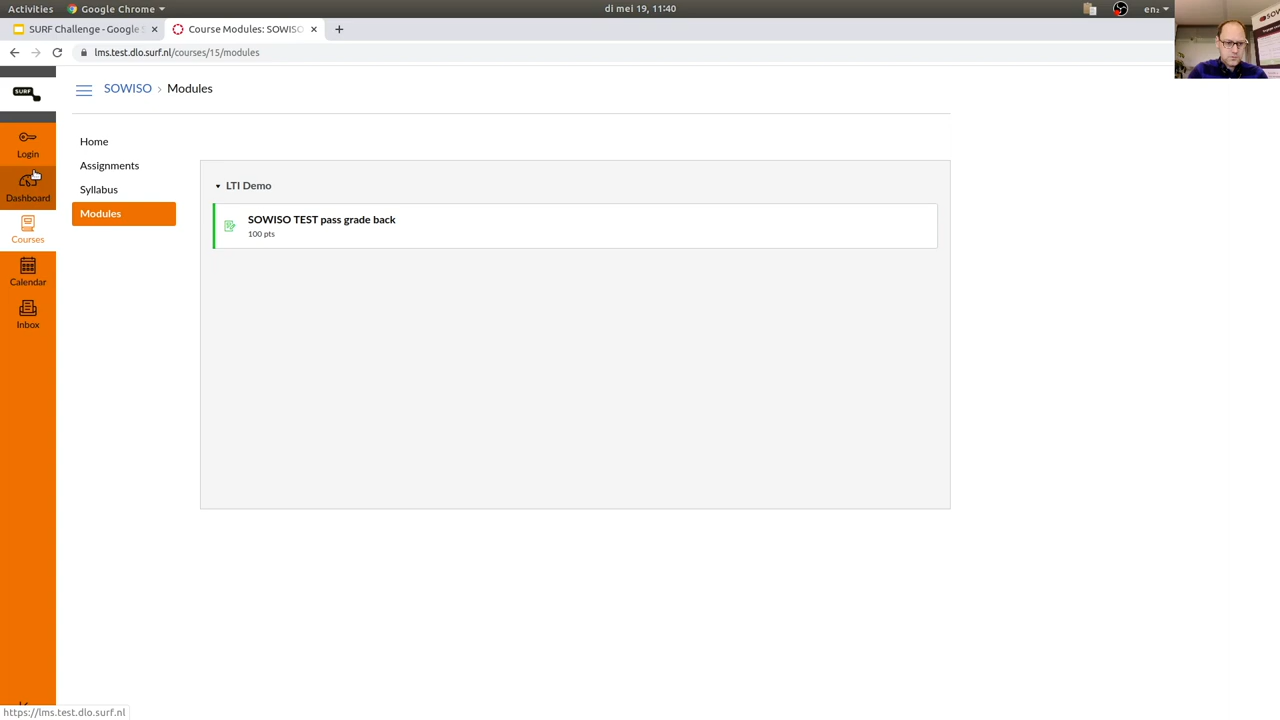 Activities
Google Chrome
di mei 19, 11:40
en₂
SURF Challenge - Google S
Course Modules: SOWISO
lms.test.dlo.surf.nl/courses/15/modules
SURF
SOWISO › Modules
Login
Dashboard
Courses
Calendar
Inbox
Home
Assignments
Syllabus
Modules
LTI Demo
SOWISO TEST pass grade back
100 pts
https://lms.test.dlo.surf.nl